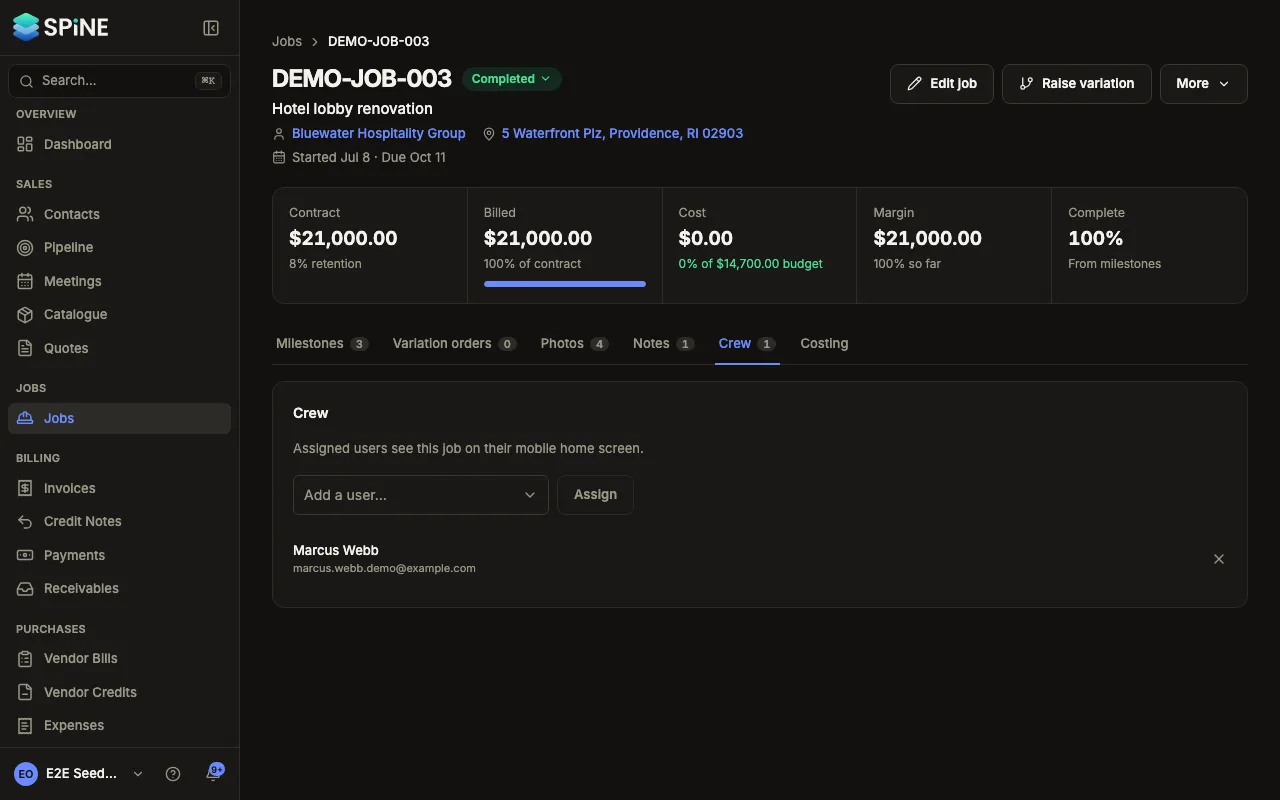 SPiNE
Search...
⌘K
OVERVIEW
Dashboard
SALES
Contacts
Pipeline
Meetings
Catalogue
Quotes
JOBS
Jobs
BILLING
Invoices
Credit Notes
Payments
Receivables
PURCHASES
Vendor Bills
Vendor Credits
Expenses
EO
E2E Seed...
9+
Jobs
DEMO-JOB-003
DEMO-JOB-003
Completed
Hotel lobby renovation
Bluewater Hospitality Group
5 Waterfront Plz, Providence, RI 02903
Started Jul 8 · Due Oct 11
Edit job
Raise variation
More
Contract
$21,000.00
8% retention
Billed
$21,000.00
100% of contract
Cost
$0.00
0% of $14,700.00 budget
Margin
$21,000.00
100% so far
Complete
100%
From milestones
Milestones 3
Variation orders 0
Photos 4
Notes 1
Crew 1
Costing
Crew
Assigned users see this job on their mobile home screen.
Add a user...
Assign
Marcus Webb
marcus.webb.demo@example.com